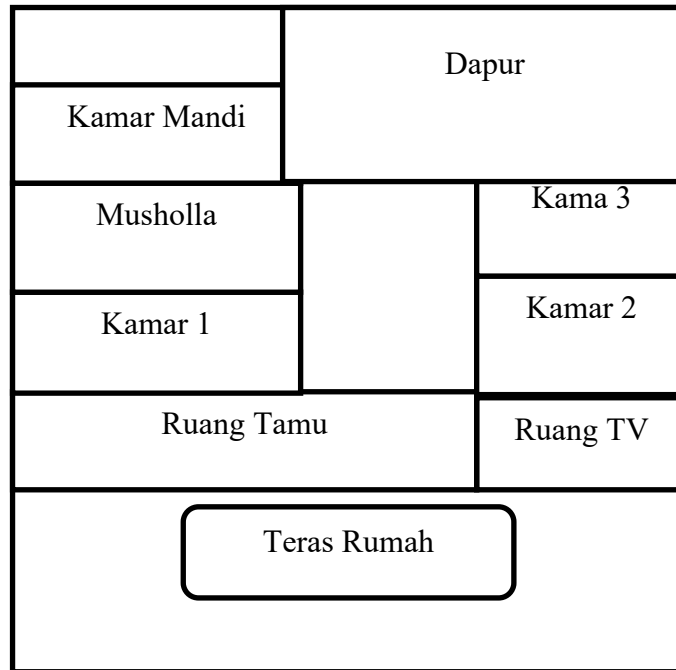 Dapur
Kamar Mandi
Musholla
Kama 3
Kamar 1
Kamar 2
Ruang Tamu
Ruang TV
Teras Rumah